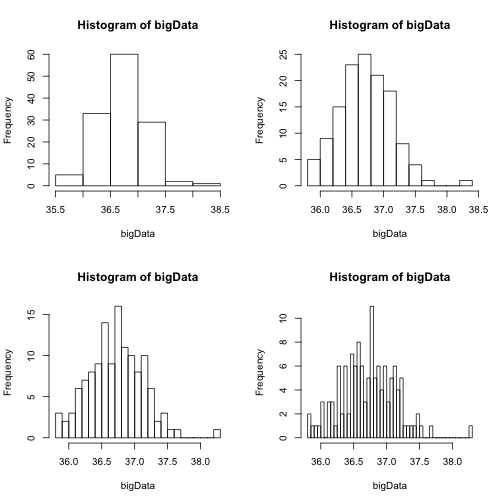 Histogram of bigData
Histogram of bigData
Frequency
0 10 20 30 40 50 60
35.5 36.5 37.5 38.5
bigData
Frequency
0 5 10 15 20 25
36.0 36.5 37.0 37.5 38.0 38.5
bigData
Histogram of bigData
Histogram of bigData
Frequency
0 5 10 15
36.0 36.5 37.0 37.5 38.0
bigData
Frequency
0 2 4 6 8 10
36.0 36.5 37.0 37.5 38.0
bigData